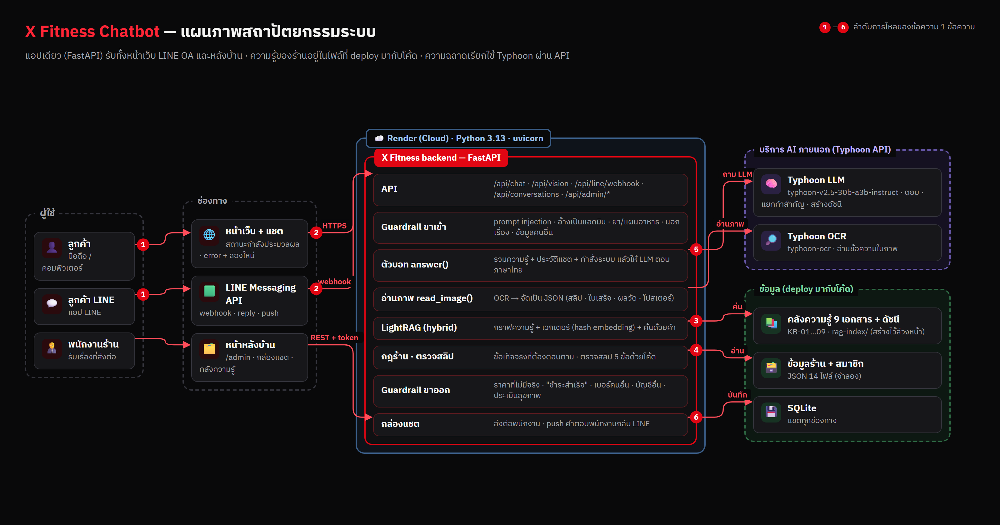 X Fitness Chatbot — แผนภาพสถาปัตยกรรมระบบ
1 – 6 ลำดับการไหลของข้อความ 1 ข้อความ
แอปเดียว (FastAPI) รับทั้งหน้าเว็บ LINE OA และหลังบ้าน · ความรู้ของร้านอยู่ในไฟล์ที่ deploy มากับโค้ด · ความฉลาดเรียกใช้ Typhoon ผ่าน API
ผู้ใช้
ลูกค้า
มือถือ /
คอมพิวเตอร์
1
ลูกค้า LINE
แอป LINE
1
พนักงานร้าน
รับเรื่องที่ส่งต่อ
ช่องทาง
หน้าเว็บ + แชต
สถานะกำลังประมวลผล
· error + ลองใหม่
2
HTTPS
LINE Messaging
API
webhook · reply · push
2
webhook
หน้าหลังบ้าน
/admin · กล่องแชต ·
คลังความรู้
REST + token
Render (Cloud) · Python 3.13 · uvicorn
X Fitness backend — FastAPI
API
/api/chat · /api/vision · /api/line/webhook ·
/api/conversations · /api/admin/*
Guardrail ขาเข้า
prompt injection · อ้างเป็นแอดมิน · ยา/แผนอาหาร · นอก
เรื่อง · ข้อมูลคนอื่น
ตัวบอท answer()
รวมความรู้ + ประวัติแชต + คำสั่งระบบ แล้วให้ LLM ตอบ
ภาษาไทย
5
อ่านภาพ read_image()
OCR → จัดเป็น JSON (สลิป · ใบเสร็จ · ผลวัด · โปสเตอร์)
LightRAG (hybrid)
กราฟความรู้ + เวกเตอร์ (hash embedding) + ค้นด้วยคำ
3
กฎร้าน · ตรวจสลิป
ข้อเท็จจริงที่ต้องตอบตาม · ตรวจสลิป 5 ข้อด้วยโค้ด
4
Guardrail ขาออก
ราคาที่ไม่มีจริง · "ชำระสำเร็จ" · เบอร์คนอื่น · บัญชีอื่น ·
ประเมินสุขภาพ
กล่องแชต
ส่งต่อพนักงาน · push คำตอบพนักงานกลับ LINE
6
บริการ AI ภายนอก (Typhoon API)
ถาม LLM
Typhoon LLM
typhoon-v2.5-30b-a3b-instruct · ตอบ ·
แยกคำสำคัญ · สร้างดัชนี
อ่านภาพ
Typhoon OCR
typhoon-ocr · อ่านข้อความในภาพ
ข้อมูล (deploy มากับโค้ด)
ค้น
คลังความรู้ 9 เอกสาร + ดัชนี
KB-01…09 · rag-index/ (สร้างไว้ล่วงหน้า)
อ่าน
ข้อมูลร้าน + สมาชิก
JSON 14 ไฟล์ (จำลอง)
บันทึก
SQLite
แชตทุกช่องทาง